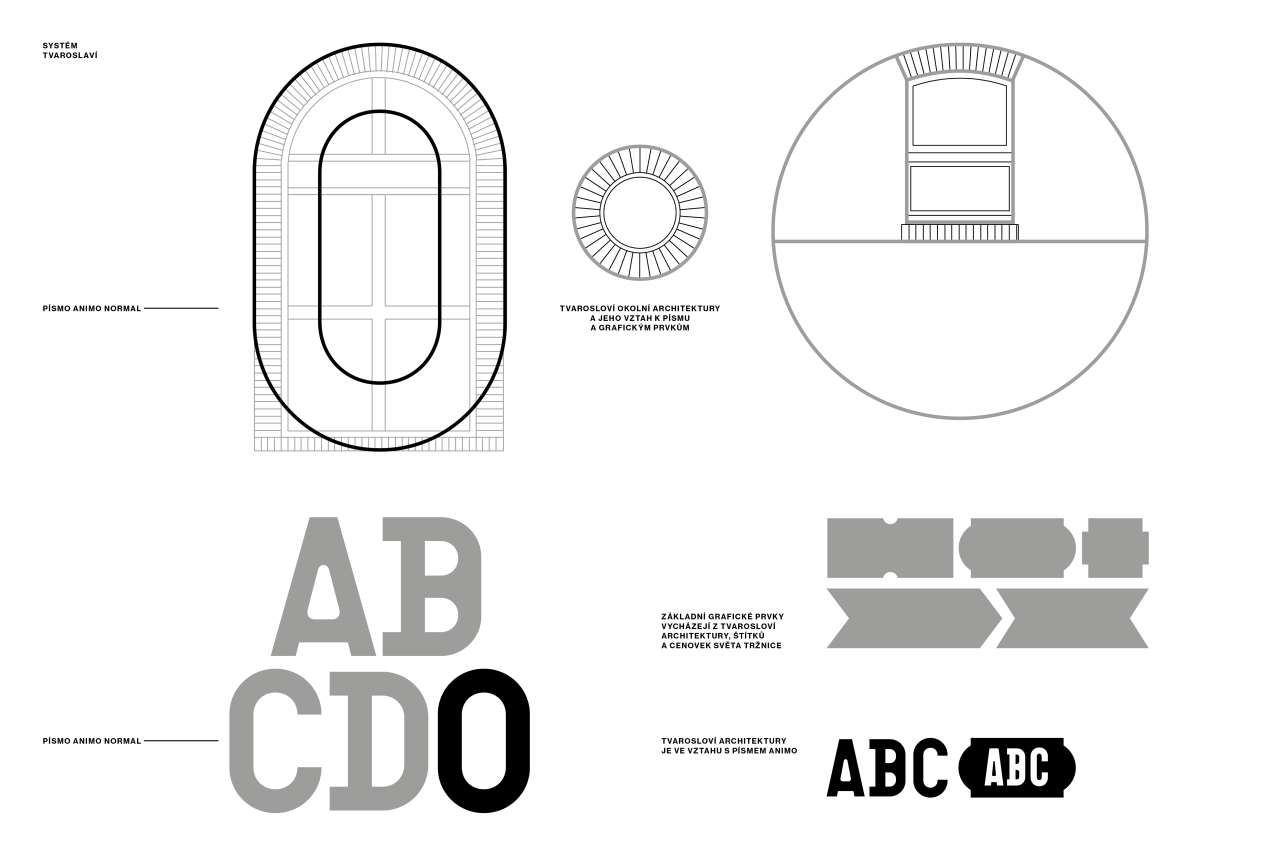 SYSTÉM
TVAROSLAVÍ
PÍSMO ANIMO NORMAL
TVAROSLOVÍ OKOLNÍ ARCHITEKTURY
A JEHO VZTAH K PÍSMU
A GRAFICKÝM PRVKŮM
AB
CDO
PÍSMO ANIMO NORMAL
ZÁKLADNÍ GRAFICKÉ PRVKY
VYCHÁZEJÍ Z TVAROSLOVÍ
ARCHITEKTURY, ŠTÍTKŮ
A CENOVEK SVĚTA TRŽNICE
TVAROSLOVÍ ARCHITEKTURY
JE VE VZTAHU S PÍSMEM ANIMO
ABC ABC